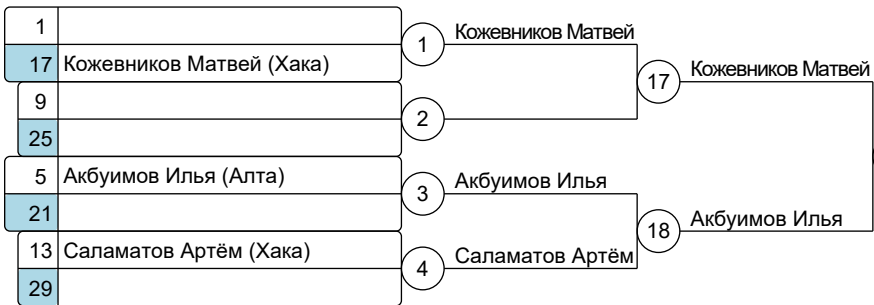 1
17 Кожевников Матвей (Хака)
1
Кожевников Матвей
9
25
2
17
Кожевников Матвей
5 Акбуимов Илья (Алта)
21
3
Акбуимов Илья
13 Саламатов Артём (Хака)
29
4
Саламатов Артём
18
Акбуимов Илья